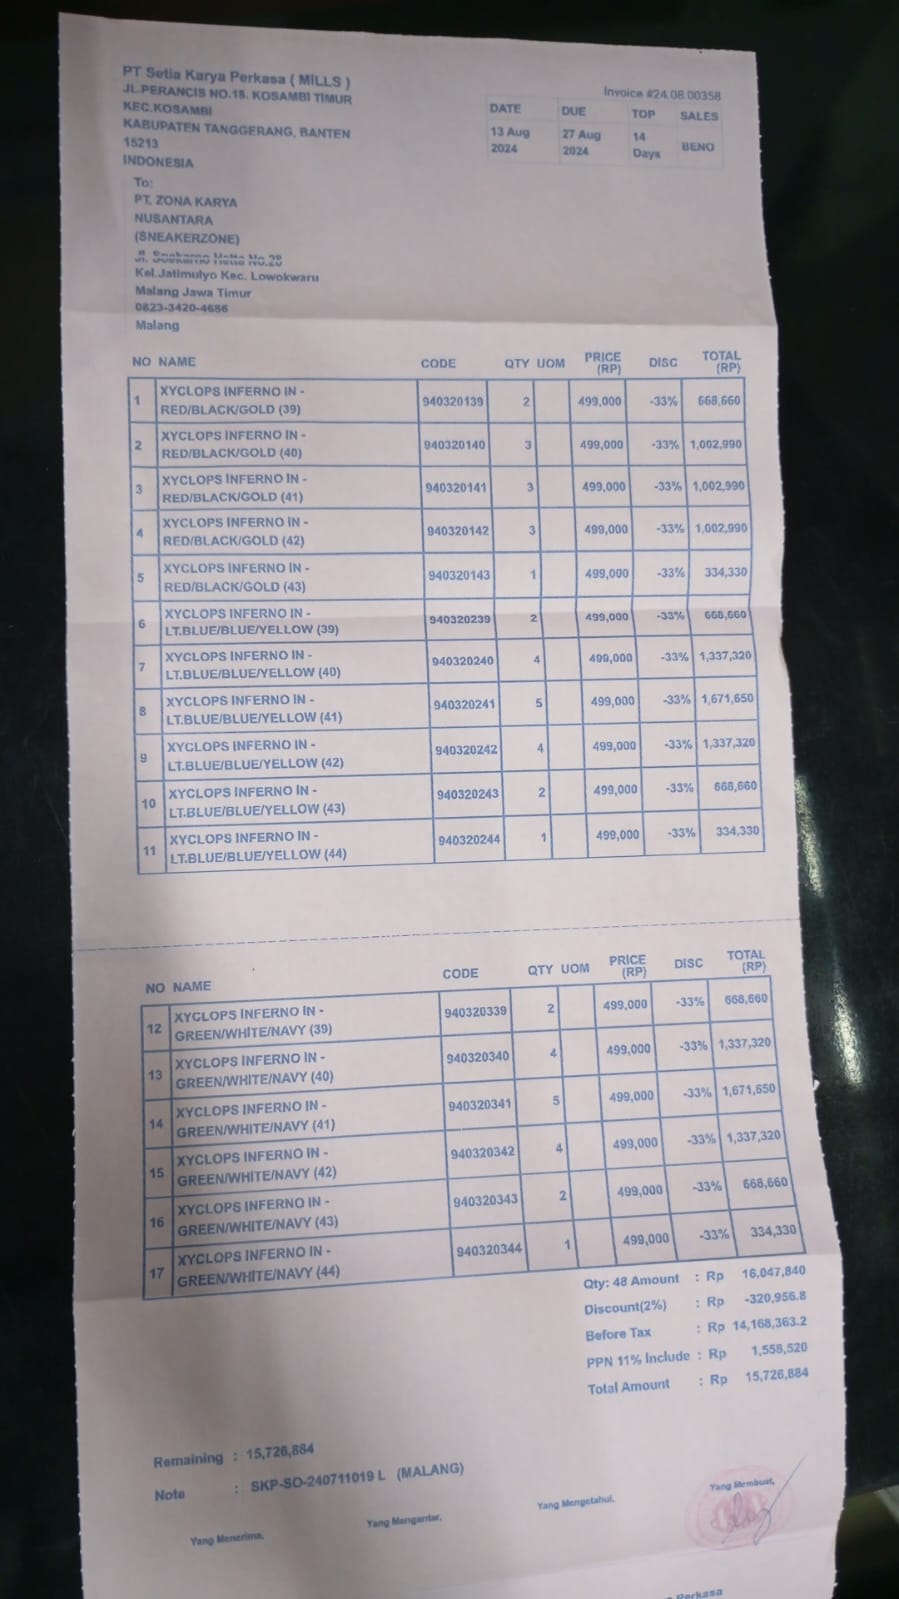 PT Setia Karya Perkasa ( MILLS )
JL.PERANCIS NO.18. KOSAMBI TIMUR
KEC.KOSAMBI
KABUPATEN TANGGERANG, BANTEN
15213
INDONESIA
Invoice #24.08.00358
DATE DUE TOP SALES
13 Aug 2024 27 Aug 2024 14 Days BENO
To:
PT. ZONA KARYA
NUSANTARA
(SNEAKERZONE)
Jl. Soekarno Hatta No.28
Kel.Jatimulyo Kec. Lowokwaru
Malang Jawa Timur
0823-3420-4686
Malang
NO NAME CODE QTY UOM PRICE (RP) DISC TOTAL (RP)
1 XYCLOPS INFERNO IN - RED/BLACK/GOLD (39) 940320139 2 499,000 -33% 668,660
2 XYCLOPS INFERNO IN - RED/BLACK/GOLD (40) 940320140 3 499,000 -33% 1,002,990
3 XYCLOPS INFERNO IN - RED/BLACK/GOLD (41) 940320141 3 499,000 -33% 1,002,990
4 XYCLOPS INFERNO IN - RED/BLACK/GOLD (42) 940320142 3 499,000 -33% 1,002,990
5 XYCLOPS INFERNO IN - RED/BLACK/GOLD (43) 940320143 1 499,000 -33% 334,330
6 XYCLOPS INFERNO IN - LT.BLUE/BLUE/YELLOW (39) 940320239 2 499,000 -33% 668,660
7 XYCLOPS INFERNO IN - LT.BLUE/BLUE/YELLOW (40) 940320240 4 499,000 -33% 1,337,320
8 XYCLOPS INFERNO IN - LT.BLUE/BLUE/YELLOW (41) 940320241 5 499,000 -33% 1,671,650
9 XYCLOPS INFERNO IN - LT.BLUE/BLUE/YELLOW (42) 940320242 4 499,000 -33% 1,337,320
10 XYCLOPS INFERNO IN - LT.BLUE/BLUE/YELLOW (43) 940320243 2 499,000 -33% 668,660
11 XYCLOPS INFERNO IN - LT.BLUE/BLUE/YELLOW (44) 940320244 1 499,000 -33% 334,330
NO NAME CODE QTY UOM PRICE (RP) DISC TOTAL (RP)
12 XYCLOPS INFERNO IN - GREEN/WHITE/NAVY (39) 940320339 2 499,000 -33% 668,660
13 XYCLOPS INFERNO IN - GREEN/WHITE/NAVY (40) 940320340 4 499,000 -33% 1,337,320
14 XYCLOPS INFERNO IN - GREEN/WHITE/NAVY (41) 940320341 5 499,000 -33% 1,671,650
15 XYCLOPS INFERNO IN - GREEN/WHITE/NAVY (42) 940320342 4 499,000 -33% 1,337,320
16 XYCLOPS INFERNO IN - GREEN/WHITE/NAVY (43) 940320343 2 499,000 -33% 668,660
17 XYCLOPS INFERNO IN - GREEN/WHITE/NAVY (44) 940320344 1 499,000 -33% 334,330
Qty: 48 Amount : Rp 16,047,840
Discount(2%) : Rp -320,956.8
Before Tax : Rp 14,168,363.2
PPN 11% Include : Rp 1,558,520
Total Amount : Rp 15,726,884
Remaining : 15,726,884
Note : SKP-SO-240711019 L (MALANG)
Yang Menerima, Yang Mengantar, Yang Mengetahui, Yang Membuat,
Perkasa